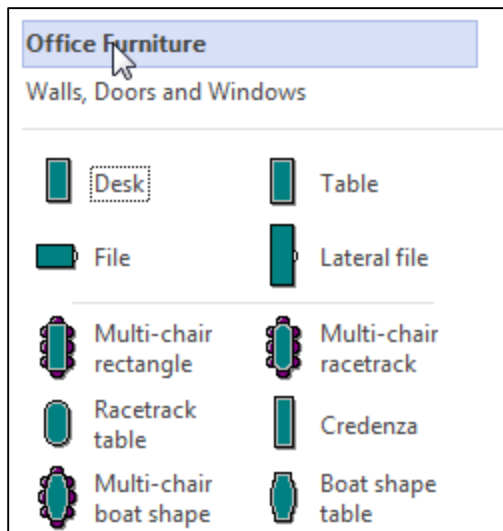 Office Furniture
Walls, Doors and Windows
Desk
Table
File
Lateral file
Multi-chair
rectangle
Multi-chair
racetrack
Racetrack
table
Credenza
Multi-chair
boat shape
Boat shape
table